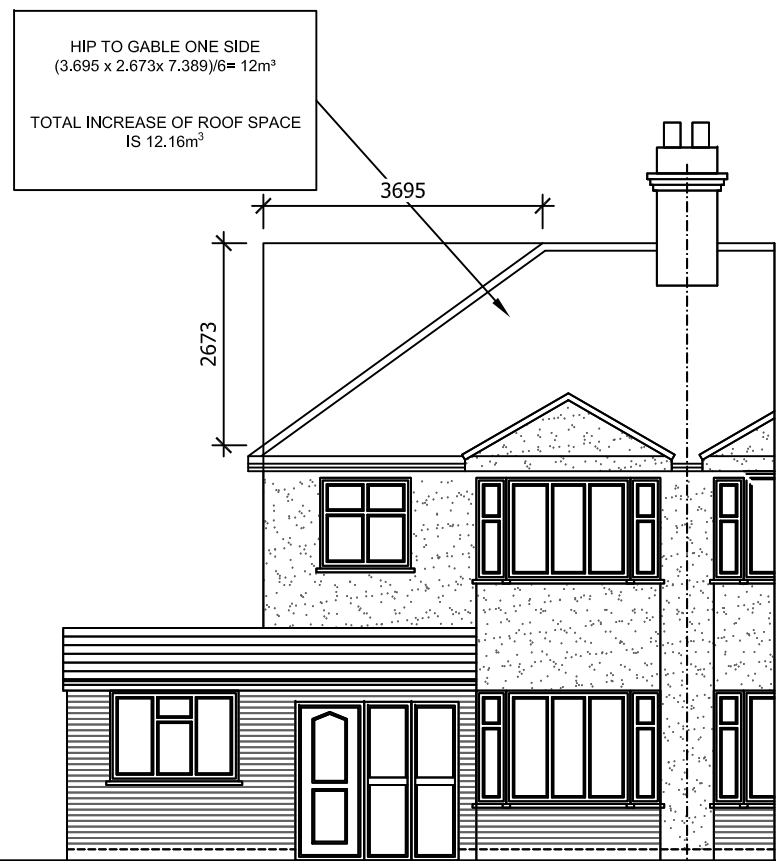 HIP TO GABLE ONE SIDE
(3.695 x 2.673x 7.389)/6= 12m³
TOTAL INCREASE OF ROOF SPACE
IS 12.16m³
3695
2673